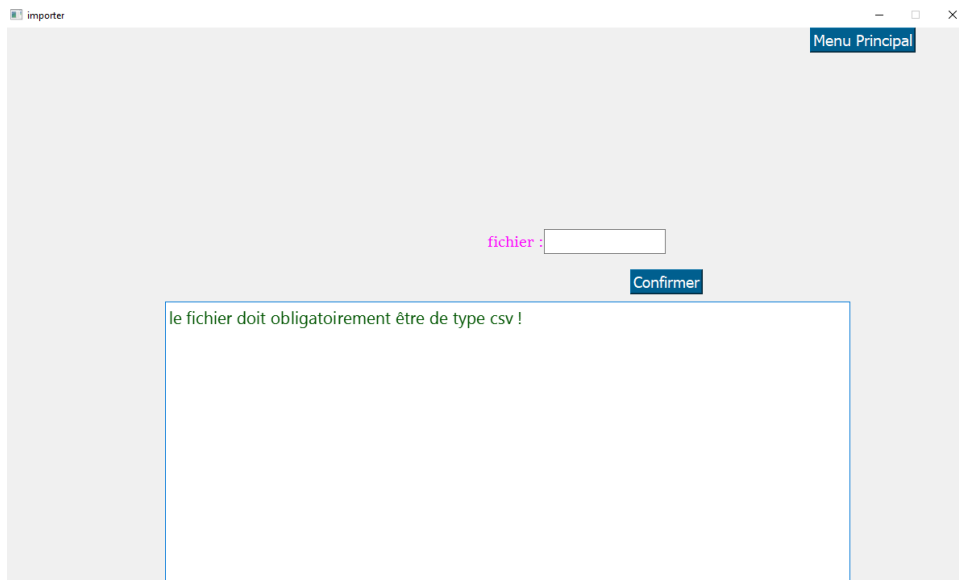 importer
Menu Principal
fichier :
Confirmer
le fichier doit obligatoirement être de type csv !